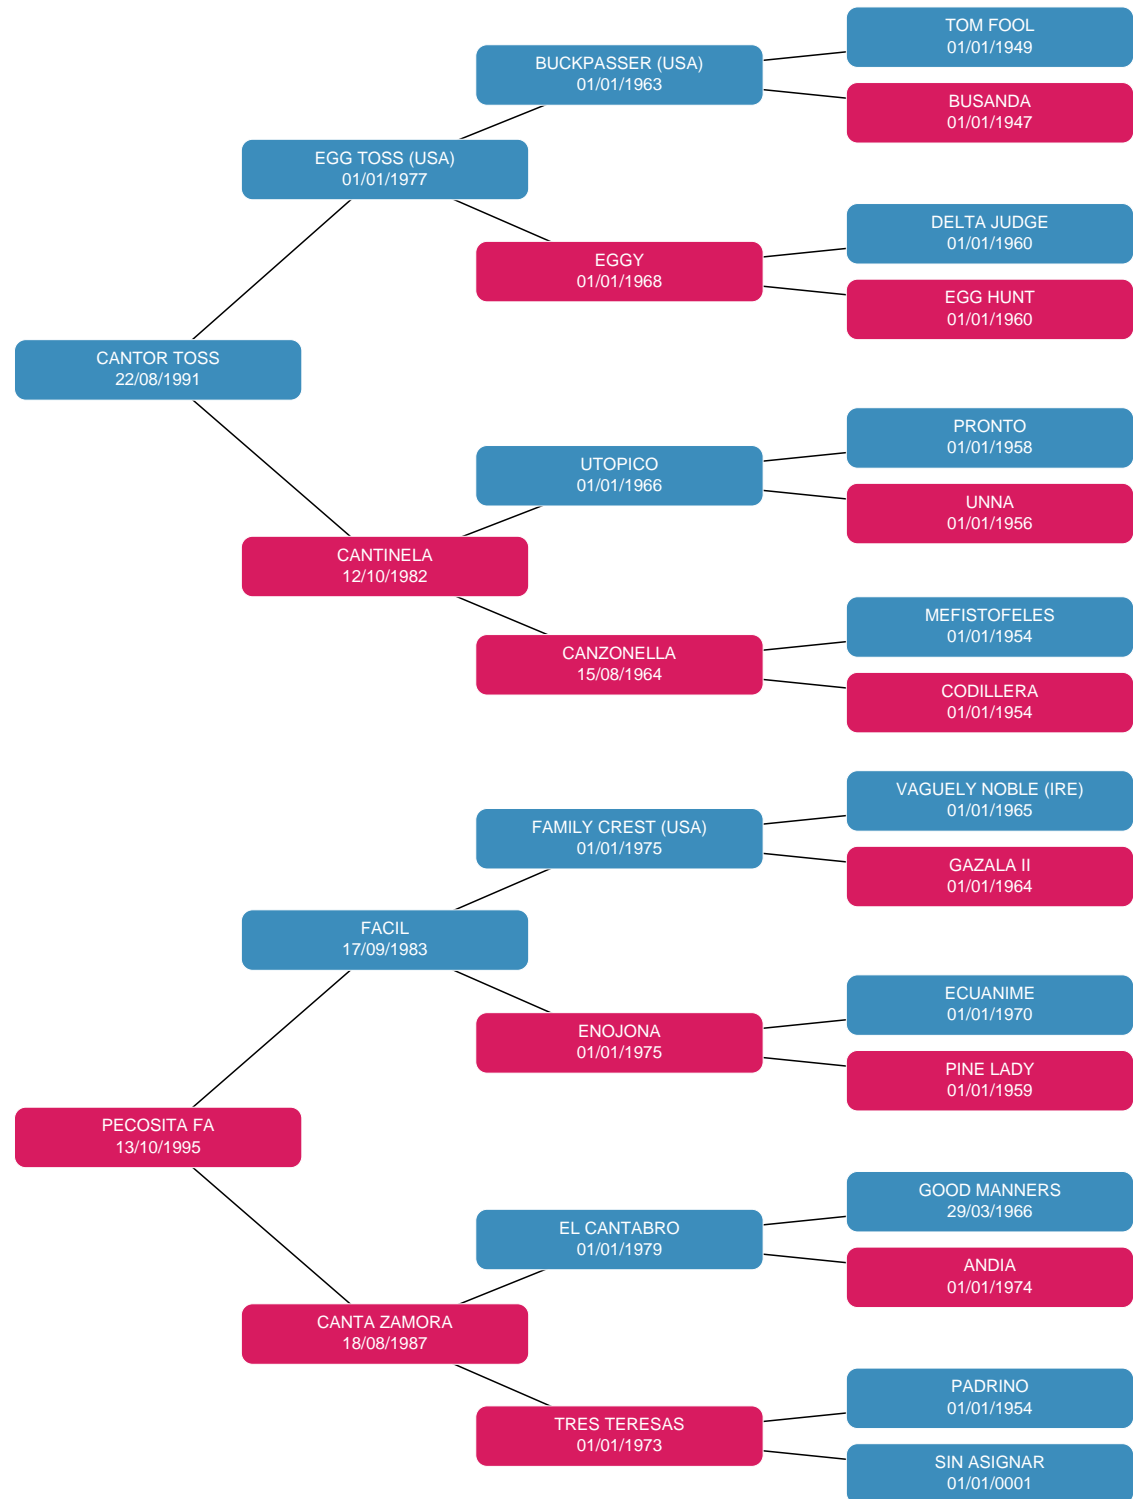 TOM FOOL
01/01/1949
BUCKPASSER (USA)
01/01/1963
BUSANDA
01/01/1947
EGG TOSS (USA)
01/01/1977
DELTA JUDGE
01/01/1960
EGGY
01/01/1968
EGG HUNT
01/01/1960
CANTOR TOSS
22/08/1991
PRONTO
01/01/1958
UTOPICO
01/01/1966
UNNA
01/01/1956
CANTINELA
12/10/1982
MEFISTOFELES
01/01/1954
CANZONELLA
15/08/1964
CODILLERA
01/01/1954
VAGUELY NOBLE (IRE)
01/01/1965
FAMILY CREST (USA)
01/01/1975
GAZALA II
01/01/1964
FACIL
17/09/1983
ECUANIME
01/01/1970
ENOJONA
01/01/1975
PINE LADY
01/01/1959
PECOSITA FA
13/10/1995
GOOD MANNERS
29/03/1966
EL CANTABRO
01/01/1979
ANDIA
01/01/1974
CANTA ZAMORA
18/08/1987
PADRINO
01/01/1954
TRES TERESAS
01/01/1973
SIN ASIGNAR
01/01/0001